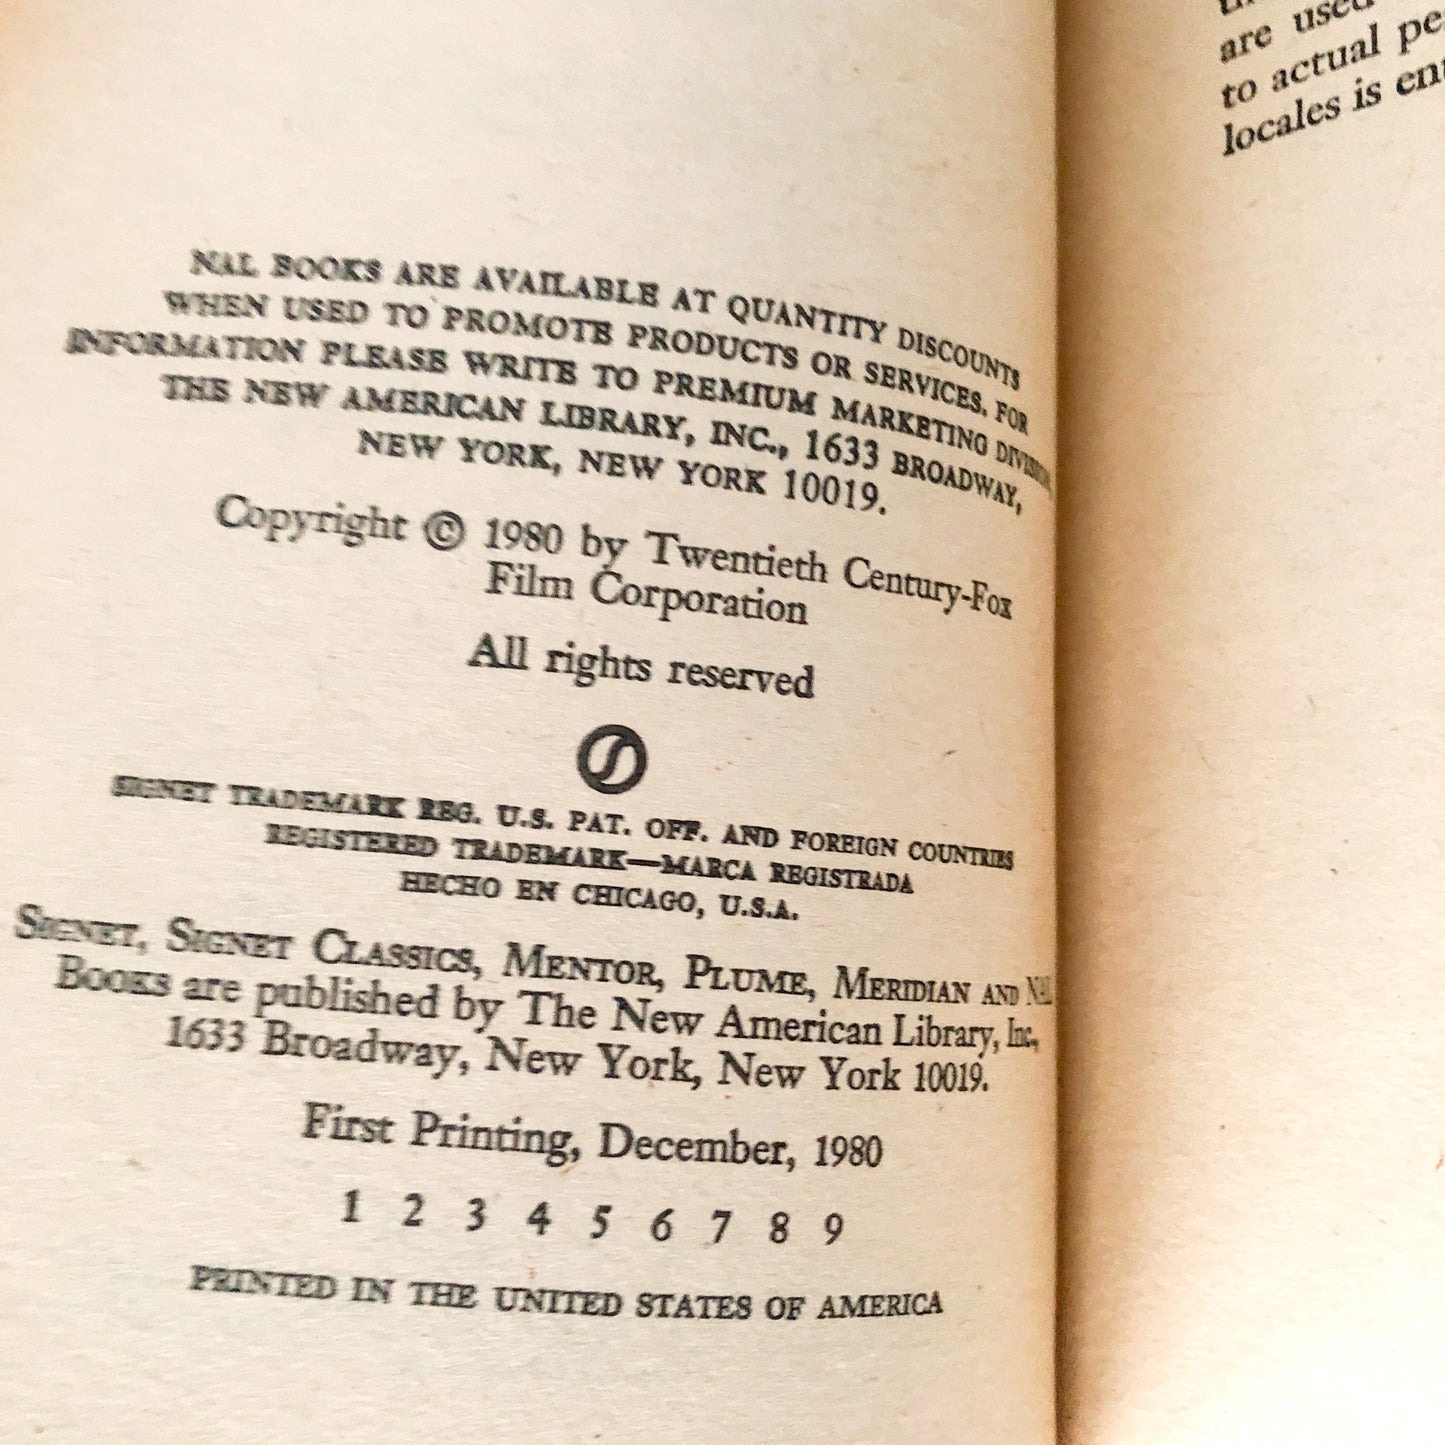 NAL BOOKS ARE AVAILABLE AT QUANTITY DISCOUNTS
WHEN USED TO PROMOTE PRODUCTS OR SERVICES. FOR
INFORMATION PLEASE WRITE TO PREMIUM MARKETING DIVISION,
THE NEW AMERICAN LIBRARY, INC., 1633 BROADWAY,
NEW YORK, NEW YORK 10019.
Copyright © 1980 by Twentieth Century-Fox
Film Corporation
All rights reserved
SIGNET TRADEMARK REG. U.S. PAT. OFF. AND FOREIGN COUNTRIES
REGISTERED TRADEMARK—MARCA REGISTRADA
HECHO EN CHICAGO, U.S.A.
SIGNET, SIGNET CLASSICS, MENTOR, PLUME, MERIDIAN AND NAL
BOOKS are published by The New American Library, Inc.,
1633 Broadway, New York, New York 10019.
First Printing, December, 1980
1 2 3 4 5 6 7 8 9
PRINTED IN THE UNITED STATES OF AMERICA
are used
to actual
locales is